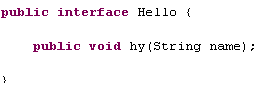 public interface Hello {
public void hy(String name);
}